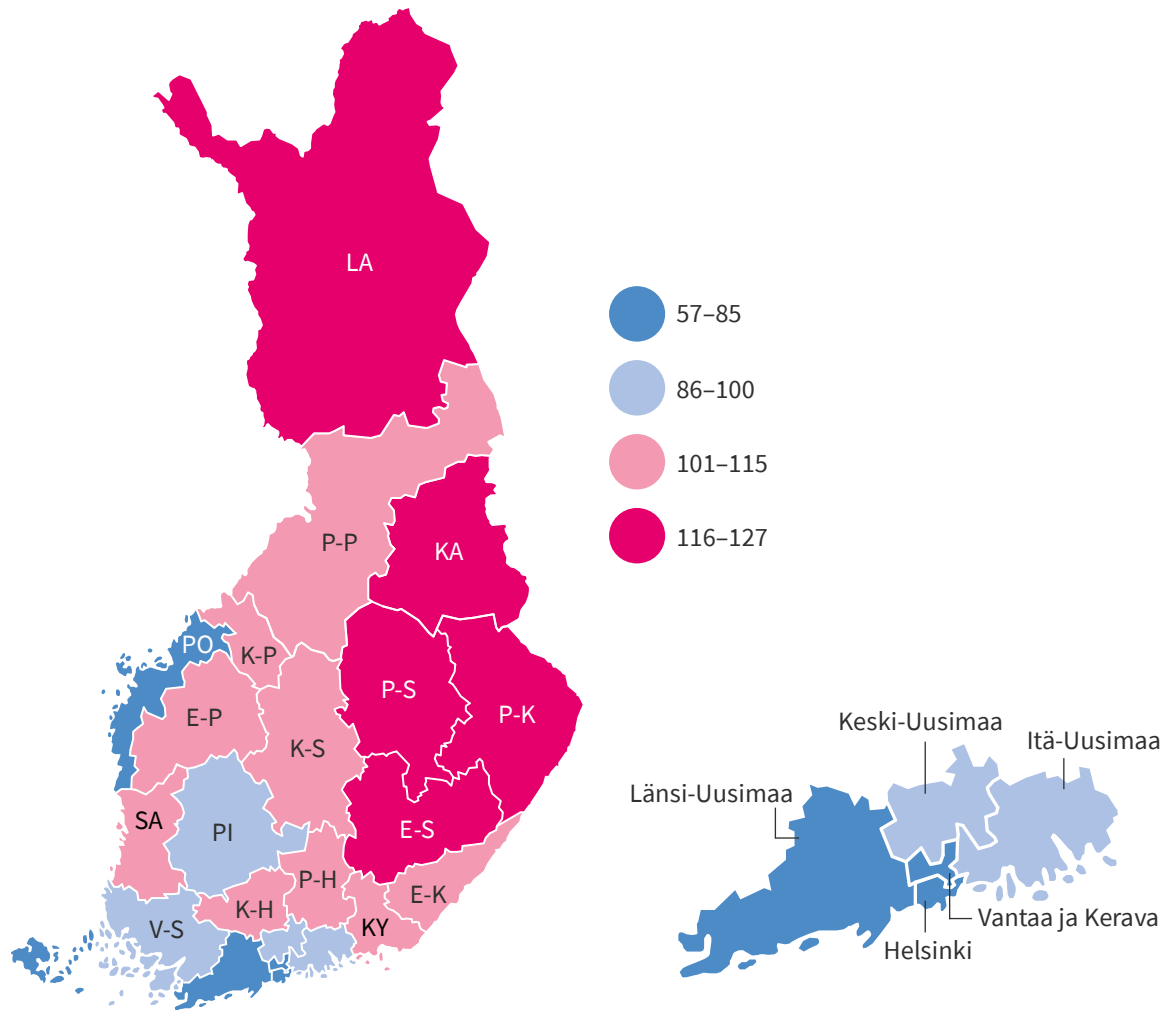 LA
57–85
86–100
101–115
116–127
P-P
KA
PO
K-P
P-S
P-K
E-P
K-S
SA
PI
E-S
P-H
E-K
K-H
V-S
KY
Keski-Uusimaa
Itä-Uusimaa
Länsi-Uusimaa
Vantaa ja Kerava
Helsinki